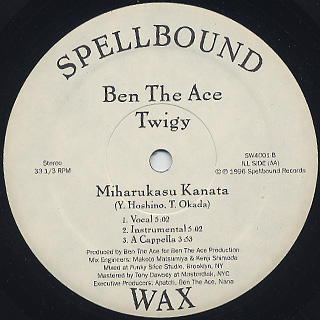 SPELLBOUND
Ben The Ace
Twigy
Stereo
33 1/3 RPM
SW4001 B
ILL SIDE (AA)
℗ © 1996 Spellbound Records
Miharukasu Kanata
(Y. Hoshino, T. Okada)
1. Vocal 5:02
2. Instrumental 5:02
3. A Cappella 3:53
Produced by Ben The Ace for Ben The Ace Production
Mix Engineers: Makoto Matsumiya & Kenji Shimoda
Mixed at Funky Slice Studio, Brooklyn, NY
Mastered by Tony Dawsey at Masterdisk, NYC
Executive Producers: Ben The Ace, Nana
WAX